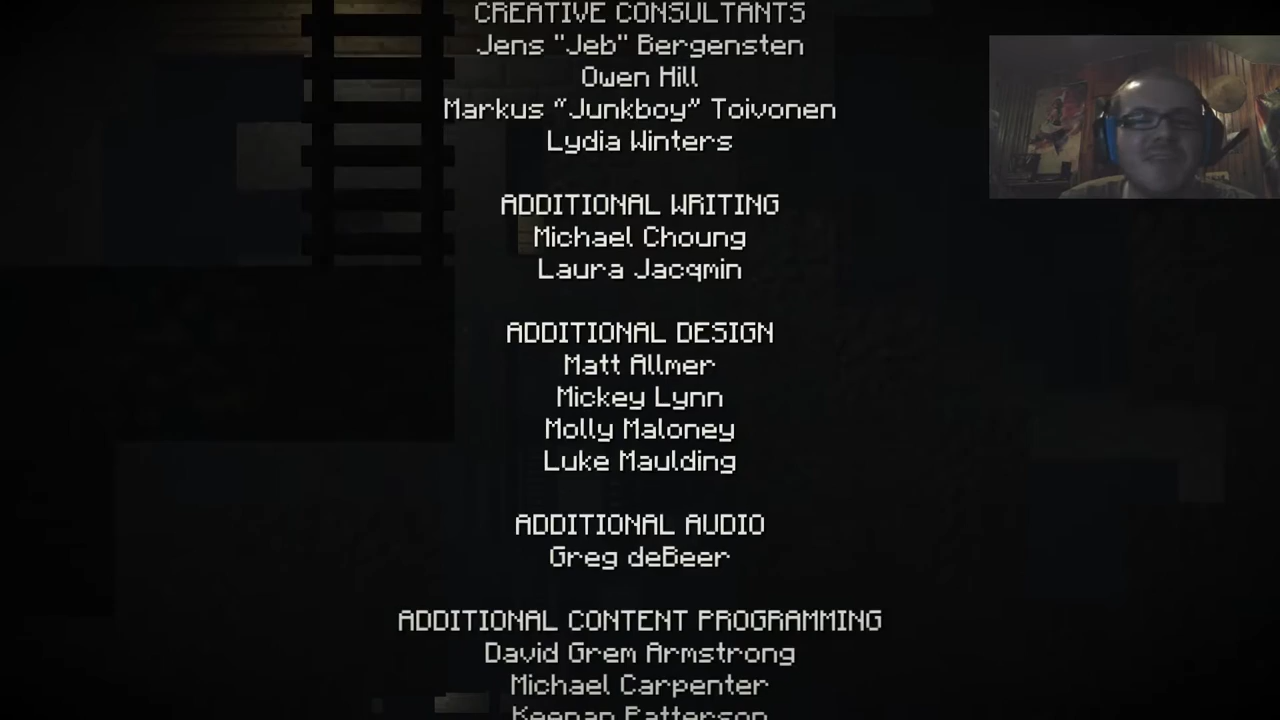 CREATIVE CONSULTANTS
Jens "Jeb" Bergensten
Owen Hill
Markus “Junkboy” Toivonen
Lydia Winters
ADDITIONAL WRITING
Michael Choung
Laura Jacqmin
ADDITIONAL DESIGN
Matt Allmer
Mickey Lynn
Molly Maloney
Luke Maulding
ADDITIONAL AUDIO
Greg deBeer
ADDITIONAL CONTENT PROGRAMMING
David Grem Armstrong
Michael Carpenter
Keenan Patterson